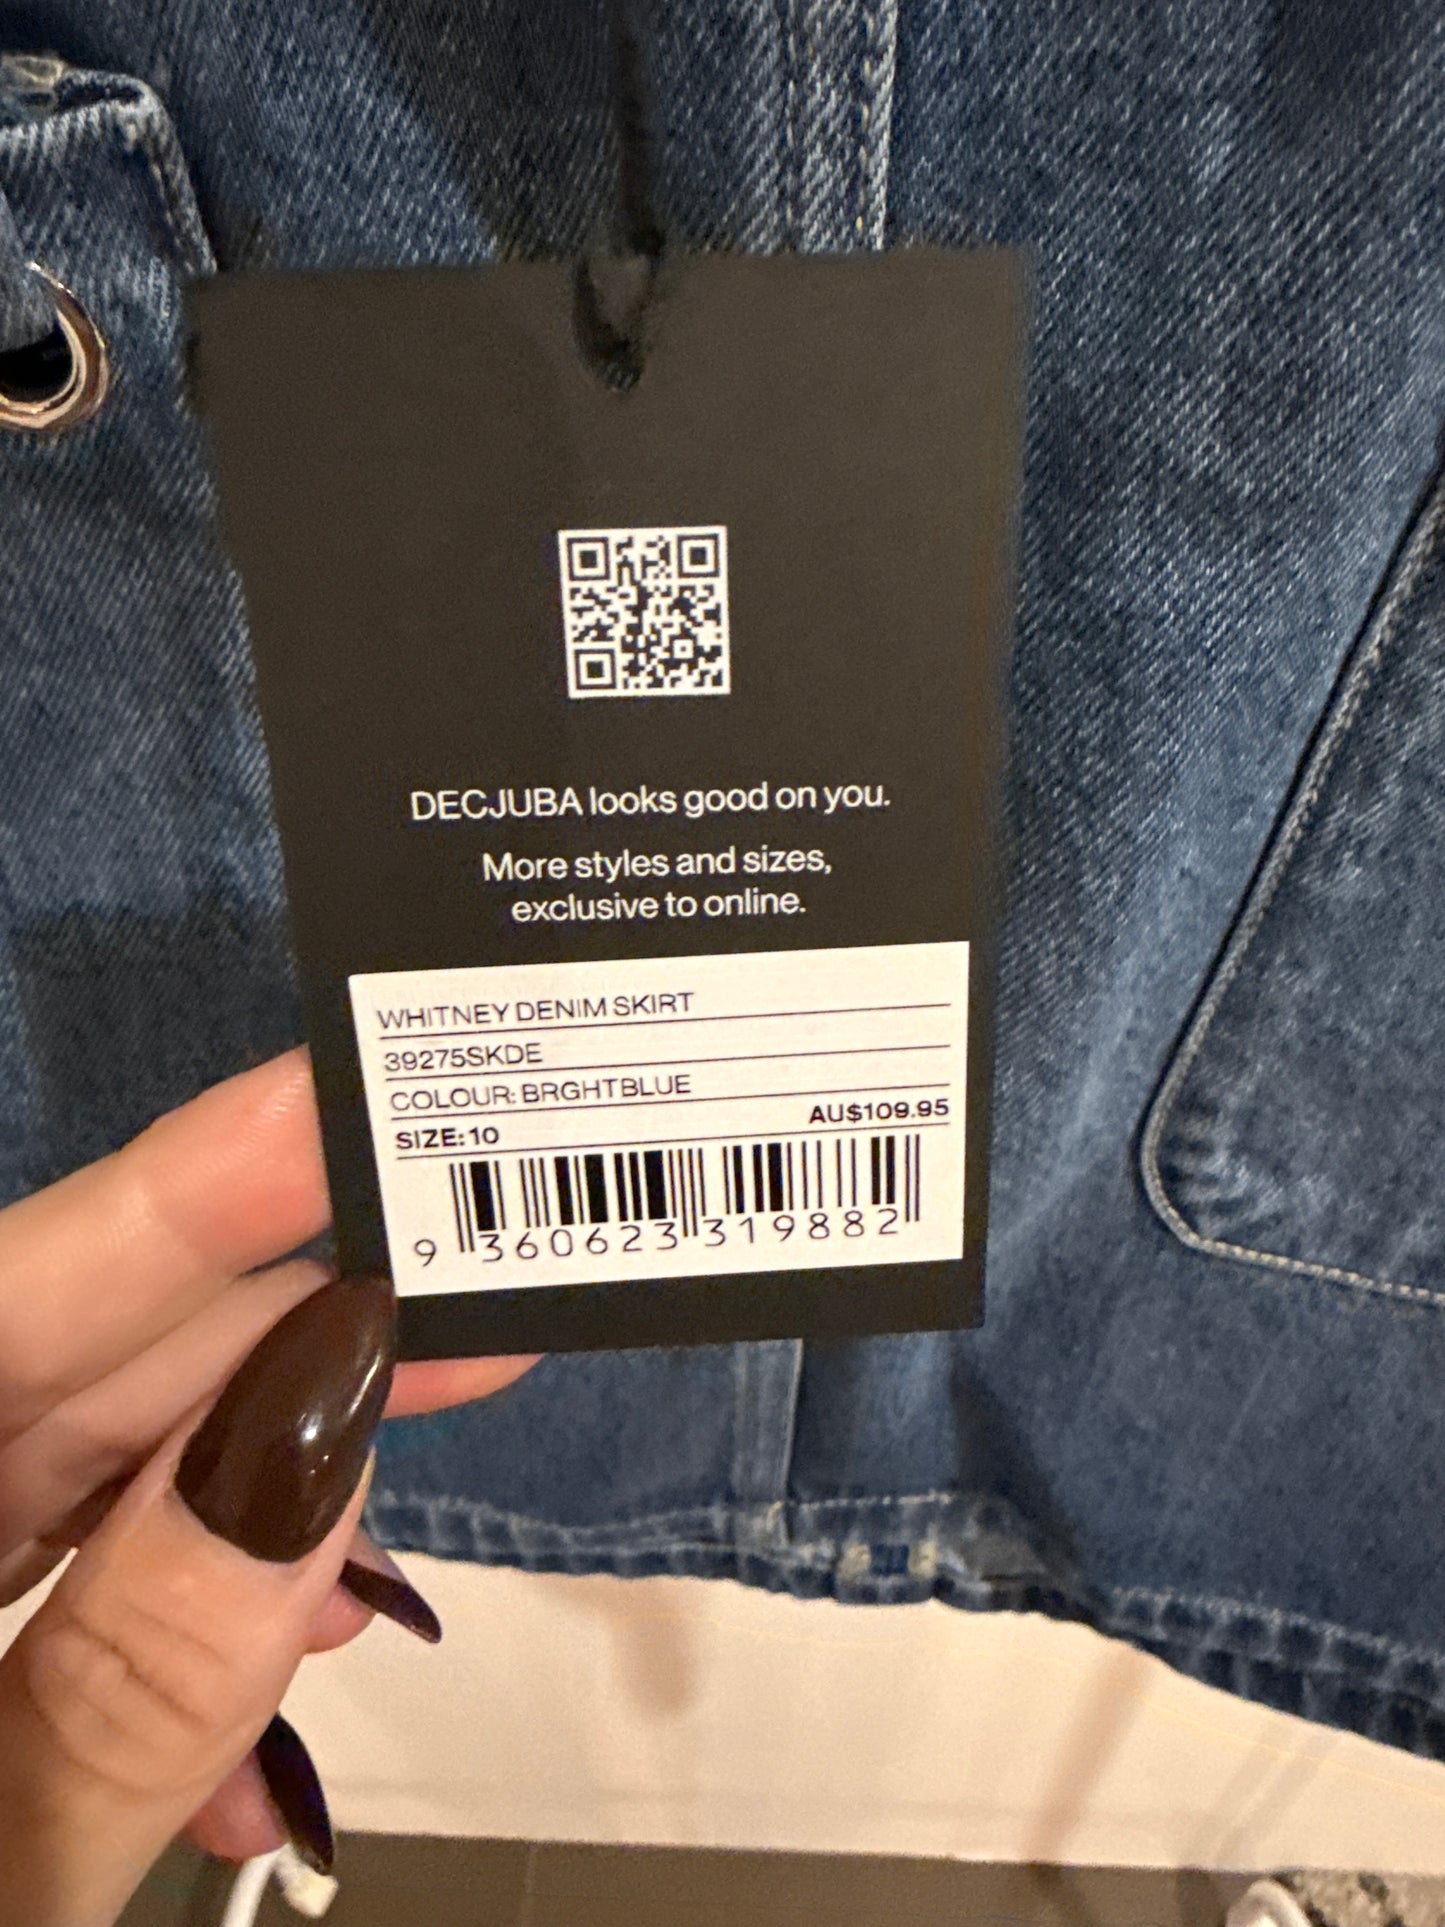 DECJUBA looks good on you.
More styles and sizes,
exclusive to online.
WHITNEY DENIM SKIRT
39275SKDE
COLOUR: BRGHTBLUE
AU$109.95
SIZE: 10
9 360623 319882